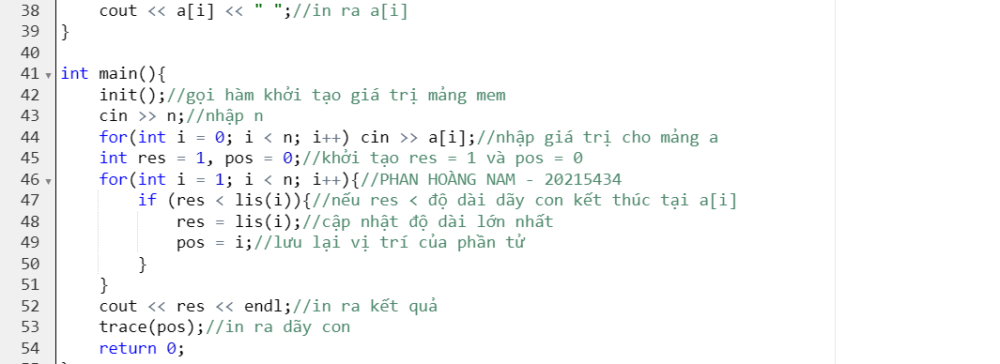 38 cout << a[i] << " ";//in ra a[i]
39 }
40
41 int main(){
42 init();//gọi hàm khởi tạo giá trị mảng mem
43 cin >> n;//nhập n
44 for(int i = 0; i < n; i++) cin >> a[i];//nhập giá trị cho mảng a
45 int res = 1, pos = 0;//khởi tạo res = 1 và pos = 0
46 for(int i = 1; i < n; i++){//PHAN HOÀNG NAM - 20215434
47 if (res < lis(i)){//nếu res < độ dài dãy con kết thúc tại a[i]
48 res = lis(i);//cập nhật độ dài lớn nhất
49 pos = i;//lưu lại vị trí của phần tử
50 }
51 }
52 cout << res << endl;//in ra kết quả
53 trace(pos);//in ra dãy con
54 return 0;